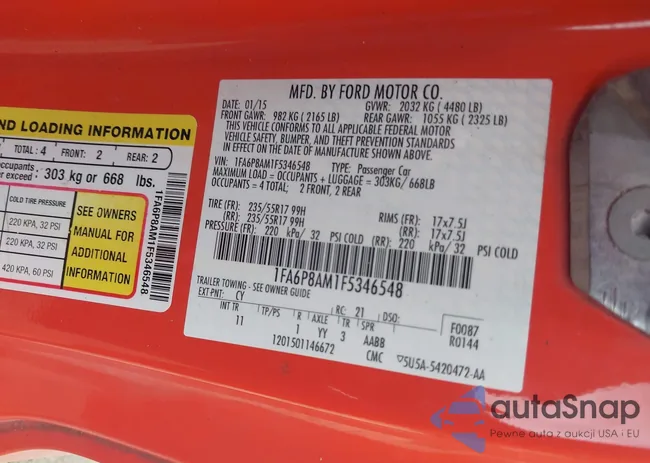 ND LOADING INFORMATION
TOTAL: 4 FRONT: 2 REAR: 2
occupants
exceed: 303 kg or 668 lbs.
COLD TIRE PRESSURE
220 KPA, 32 PSI
220 KPA, 32 PSI
420 KPA, 60 PSI
SEE OWNERS
MANUAL FOR
ADDITIONAL
INFORMATION
1FA6P8AM1F5346548
MFD. BY FORD MOTOR CO.
DATE: 01/15 GVWR: 2032 KG ( 4480 LB)
FRONT GAWR: 982 KG ( 2165 LB) REAR GAWR: 1055 KG ( 2325 LB)
THIS VEHICLE CONFORMS TO ALL APPLICABLE FEDERAL MOTOR
VEHICLE SAFETY, BUMPER, AND THEFT PREVENTION STANDARDS
IN EFFECT ON THE DATE OF MANUFACTURE SHOWN ABOVE.
VIN: 1FA6P8AM1F5346548 TYPE: Passenger Car
MAXIMUM LOAD = OCCUPANTS + LUGGAGE = 303KG/ 668LB
OCCUPANTS = 4 TOTAL: 2 FRONT, 2 REAR
TIRE (FR): 235/55R17 99H RIMS (FR): 17x7.5J
(RR): 235/55R17 99H (RR): 17x7.5J
PRESSURE (FR): 220 kPa/ 32 PSI COLD (RR): 220 kPa/ 32 PSI COLD
1FA6P8AM1F5346548
TRAILER TOWING - SEE OWNER GUIDE
EXT PNT: CY RC: 21 DSO:
INT TR TP/PS R AXLE TR SPR
11 1 YY 3 AABB
F0087
R0144
1201501146672 CMC 5U5A-5420472-AA
autaSnap
Pewne auta z aukcji USA i EU